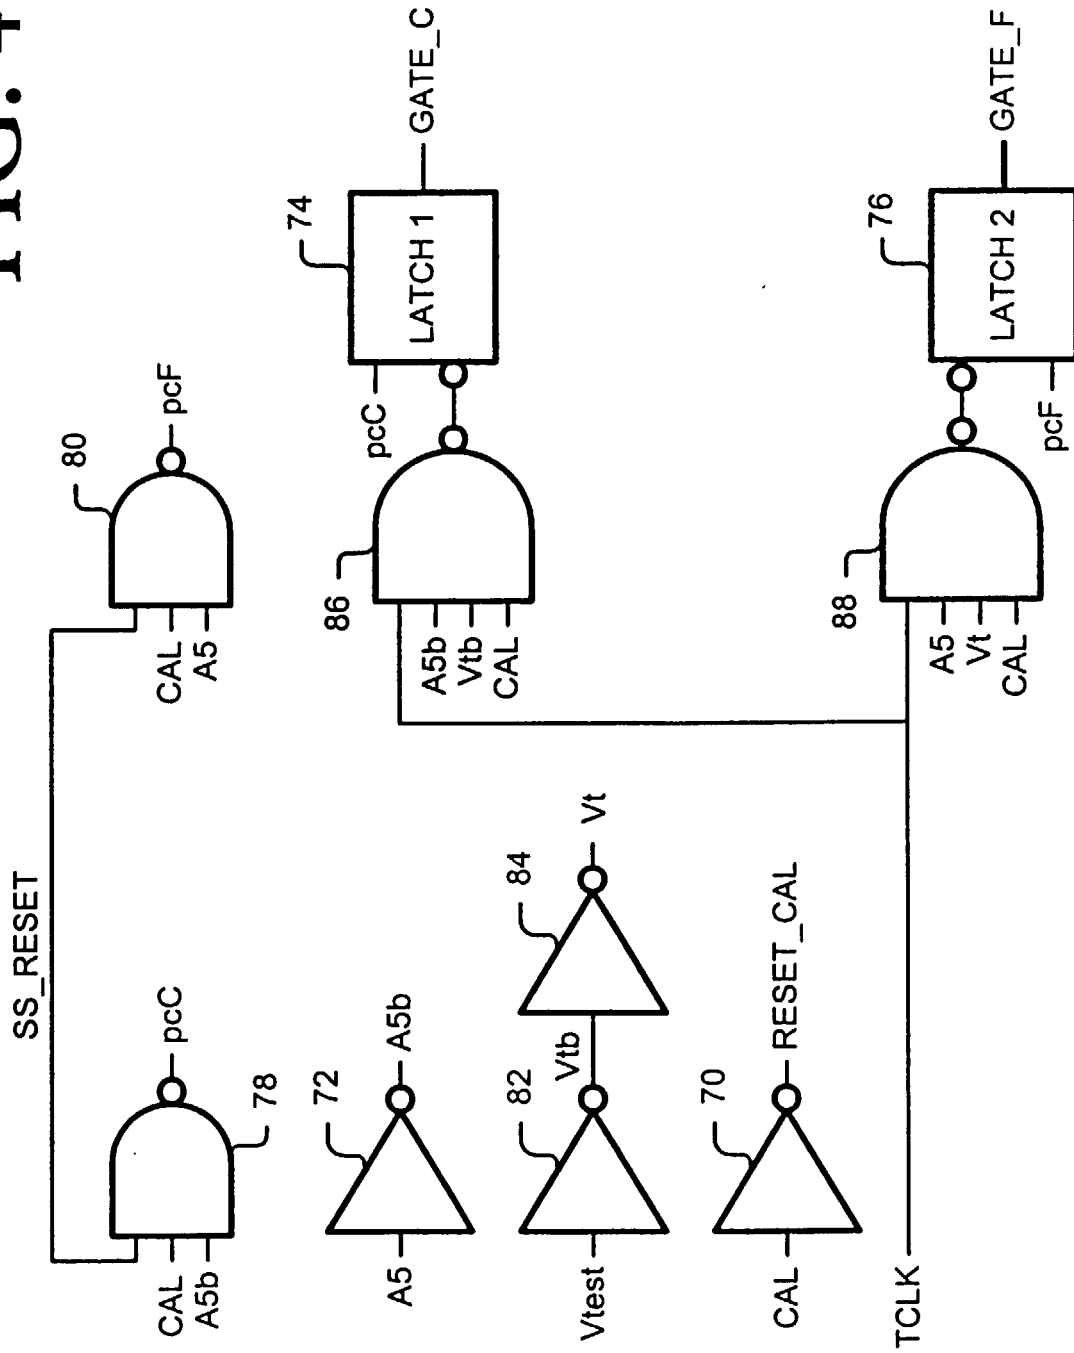 FIG. 4
SS_RESET
CAL
A5b
78
pcC
CAL
A5
80
pcF
A5
72
A5b
Vtest
82
Vtb
84
Vt
CAL
70
RESET_CAL
TCLK
86
A5b
Vtb
CAL
pcC
74
LATCH 1
GATE_C
88
A5
Vt
CAL
pcF
76
LATCH 2
GATE_F